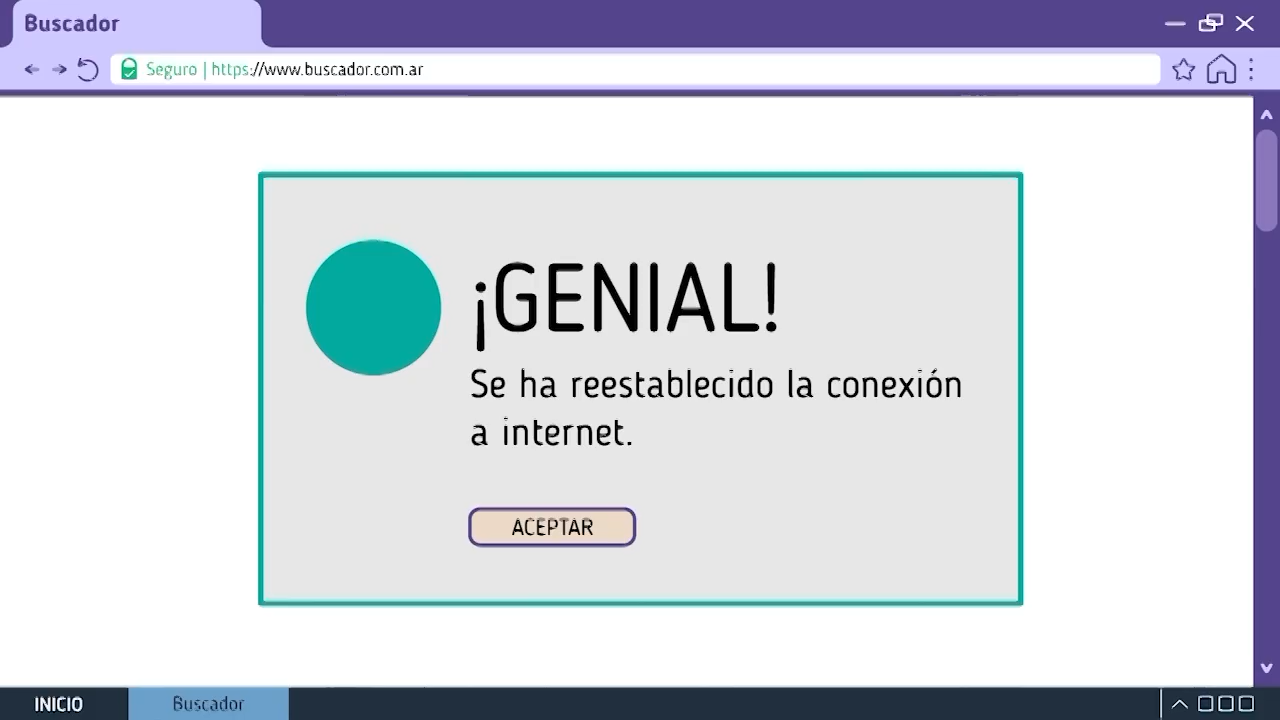 Buscador
Seguro | https://www.buscador.com.ar
¡GENIAL!
Se ha reestablecido la conexión
a internet.
ACEPTAR
INICIO
Buscador